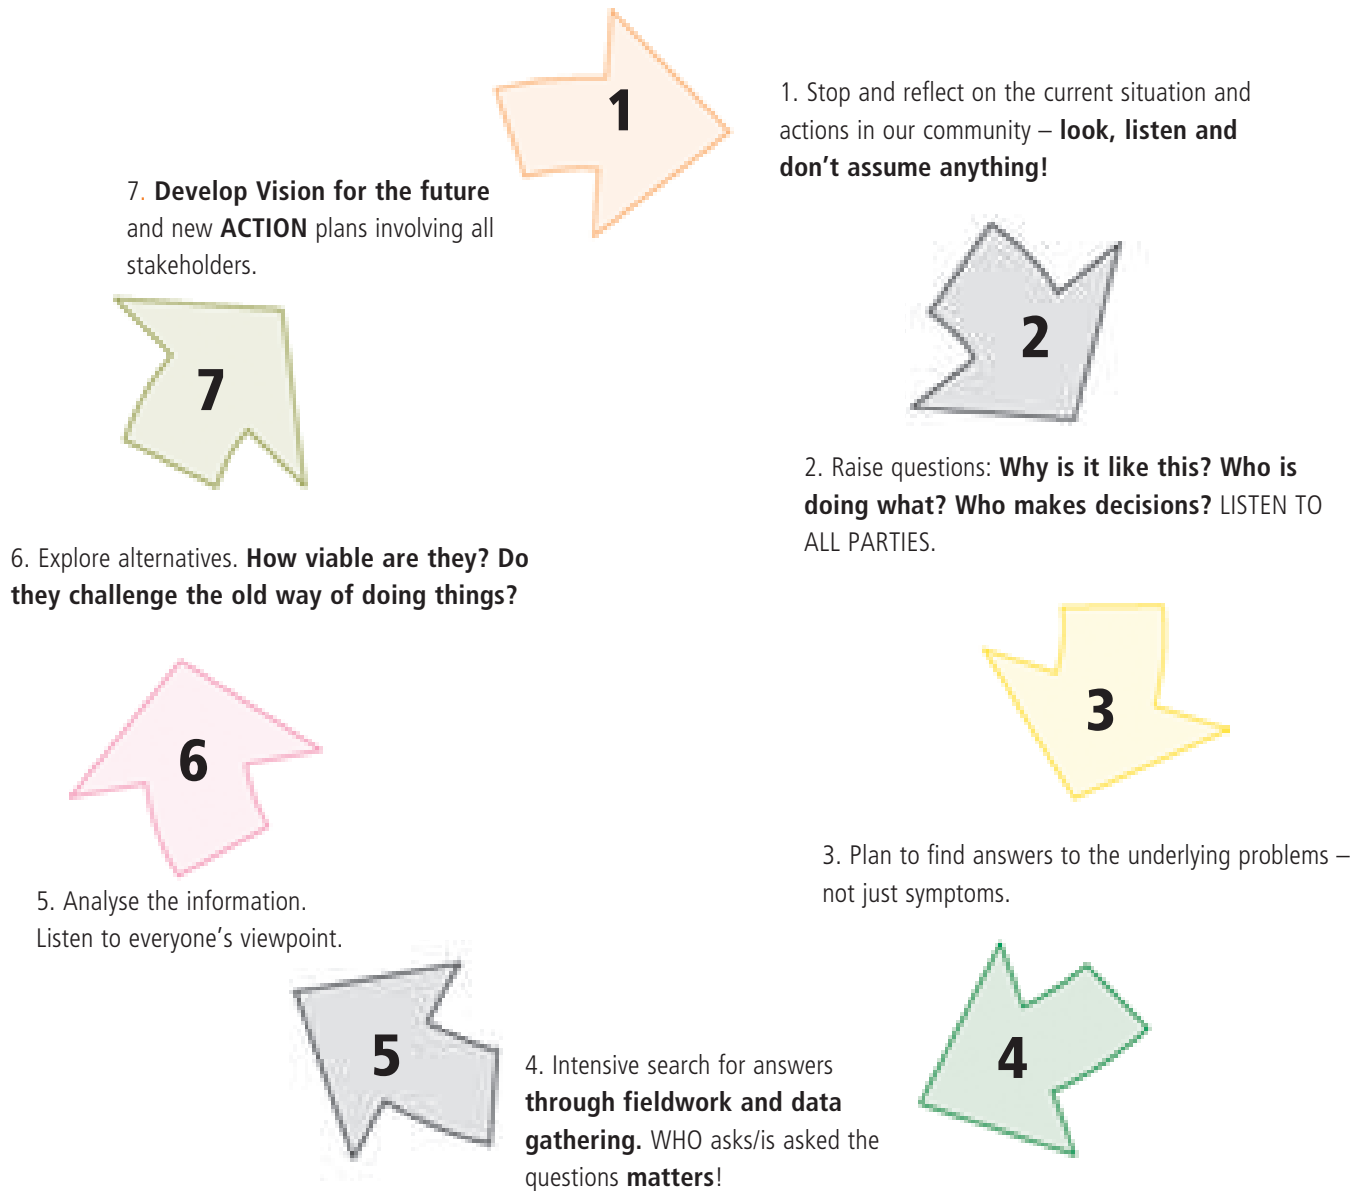 1
1. Stop and reflect on the current situation and
actions in our community – look, listen and
don’t assume anything!
2
2. Raise questions: Why is it like this? Who is
doing what? Who makes decisions? LISTEN TO
ALL PARTIES.
3
3. Plan to find answers to the underlying problems –
not just symptoms.
4
4. Intensive search for answers
through fieldwork and data
gathering. WHO asks/is asked the
questions matters!
5
5. Analyse the information.
Listen to everyone’s viewpoint.
6
6. Explore alternatives. How viable are they? Do
they challenge the old way of doing things?
7
7. Develop Vision for the future
and new ACTION plans involving all
stakeholders.